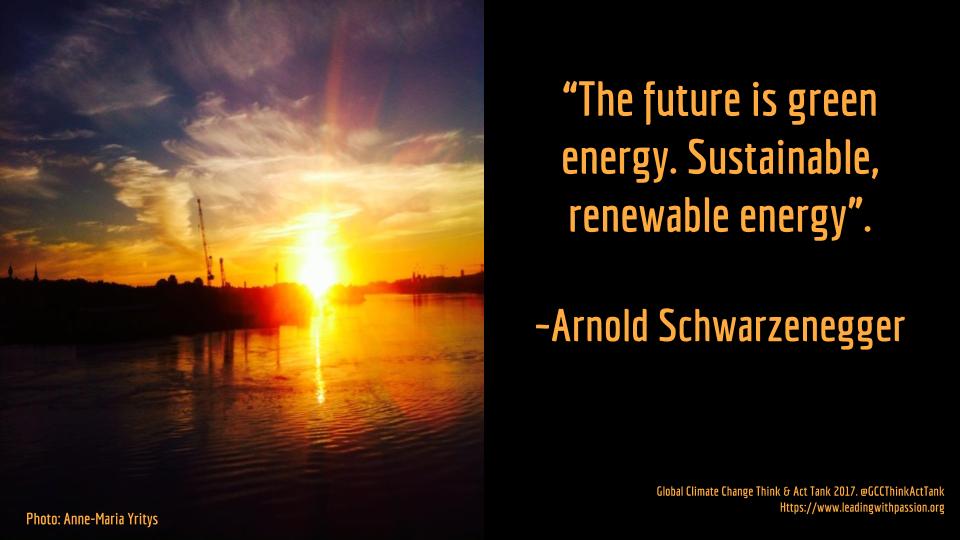 “The future is green
energy. Sustainable,
renewable energy”.
-Arnold Schwarzenegger
Global Climate Change Think & Act Tank 2017. @GCCThinkActTank
Https://www.leadingwithpassion.org
Photo: Anne-Maria Yritys